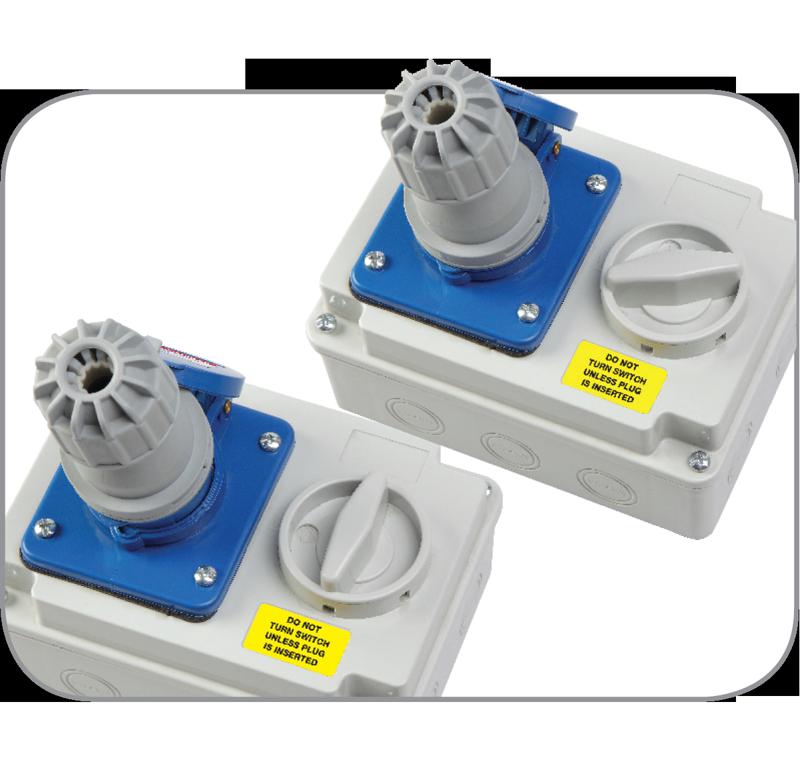 DO NOT
TURN SWITCH
UNLESS PLUG
IS INSERTED
DO NOT
TURN SWITCH
UNLESS PLUG
IS INSERTED